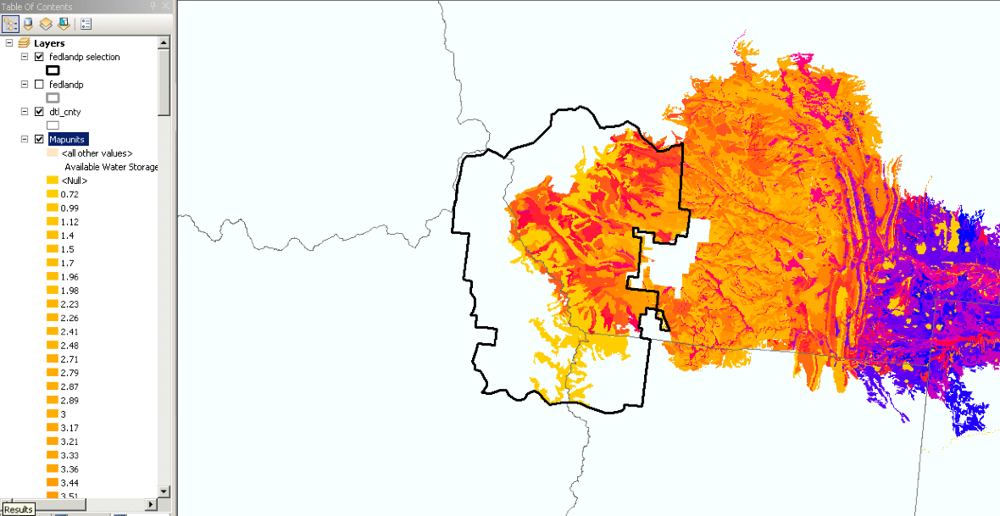 Table Of Contents
Layers
fedlandp selection
fedlandp
dtl_cnty
Mapunits
<all other values>
Available Water Storage
<Null>
0.72
0.99
1.12
1.4
1.5
1.7
1.96
1.98
2.23
2.26
2.41
2.48
2.71
2.79
2.87
2.89
3
3.17
3.21
3.33
3.36
3.44
3.51
Results